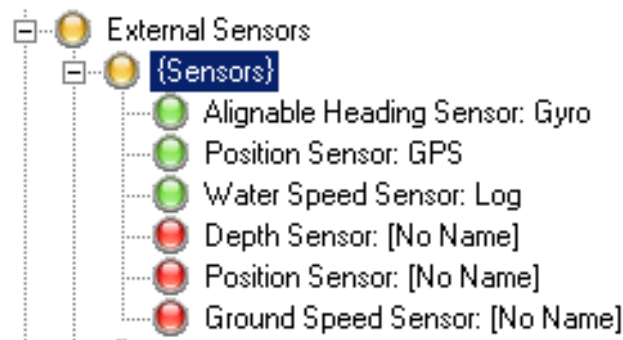 External Sensors
{Sensors}
Alignable Heading Sensor: Gyro
Position Sensor: GPS
Water Speed Sensor: Log
Depth Sensor: [No Name]
Position Sensor: [No Name]
Ground Speed Sensor: [No Name]